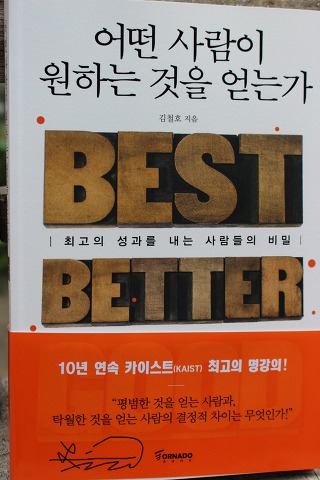 어떤 사람이
원하는 것을 얻는가
김철호 지음
BEST
| 최고의 성과를 내는 사람들의 비밀 |
BETTER
10년 연속 카이스트(KAIST) 최고의 명강의!
“평범한 것을 얻는 사람과,
탁월한 것을 얻는 사람의 결정적 차이는 무엇인가!”
TORNADO